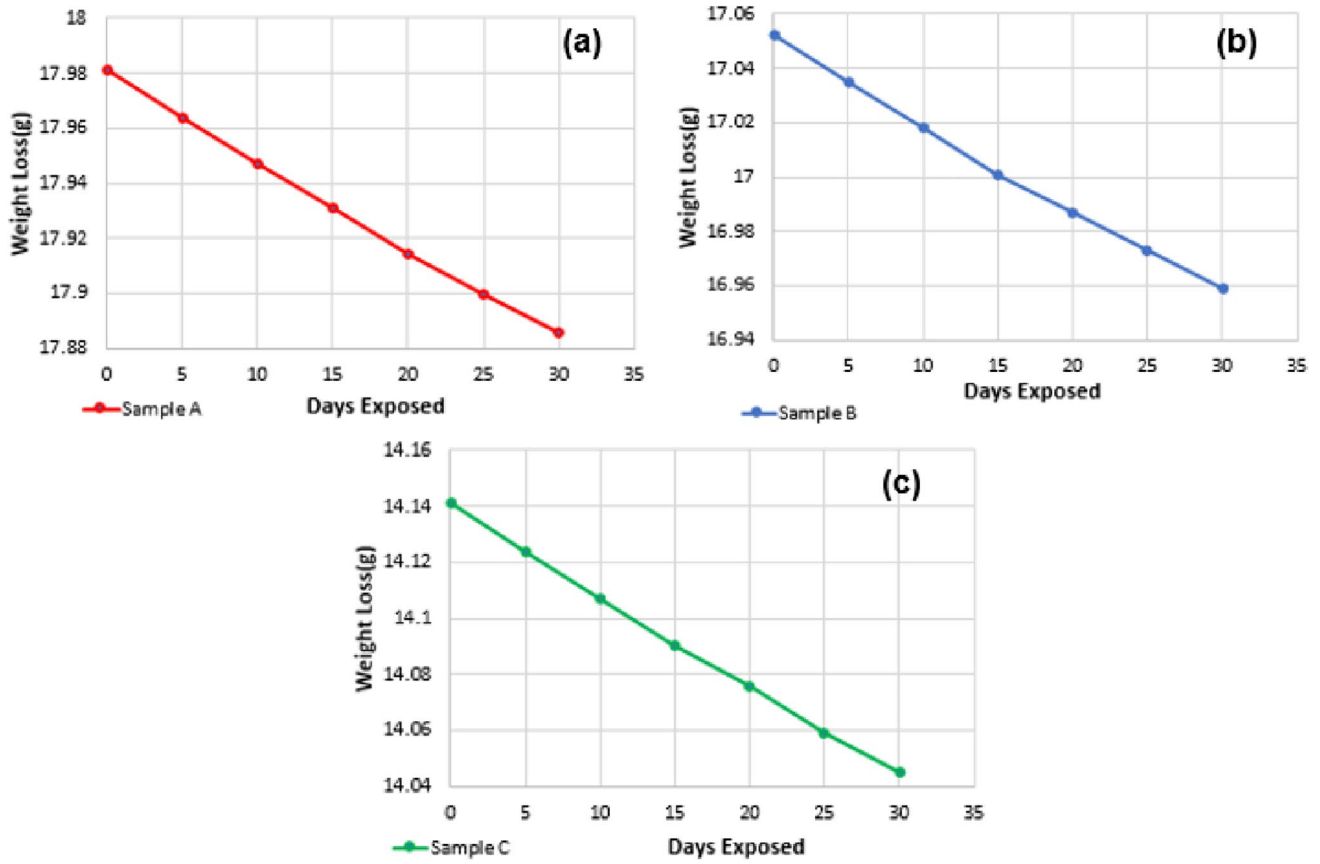 (a)
Weight Loss(g)
18
17.98
17.96
17.94
17.92
17.9
17.88
0 5 10 15 20 25 30 35
Days Exposed
Sample A
(b)
Weight Loss(g)
17.06
17.04
17.02
17
16.98
16.96
16.94
0 5 10 15 20 25 30 35
Days Exposed
Sample B
(c)
Weight Loss(g)
14.16
14.14
14.12
14.1
14.08
14.06
14.04
0 5 10 15 20 25 30 35
Days Exposed
Sample C